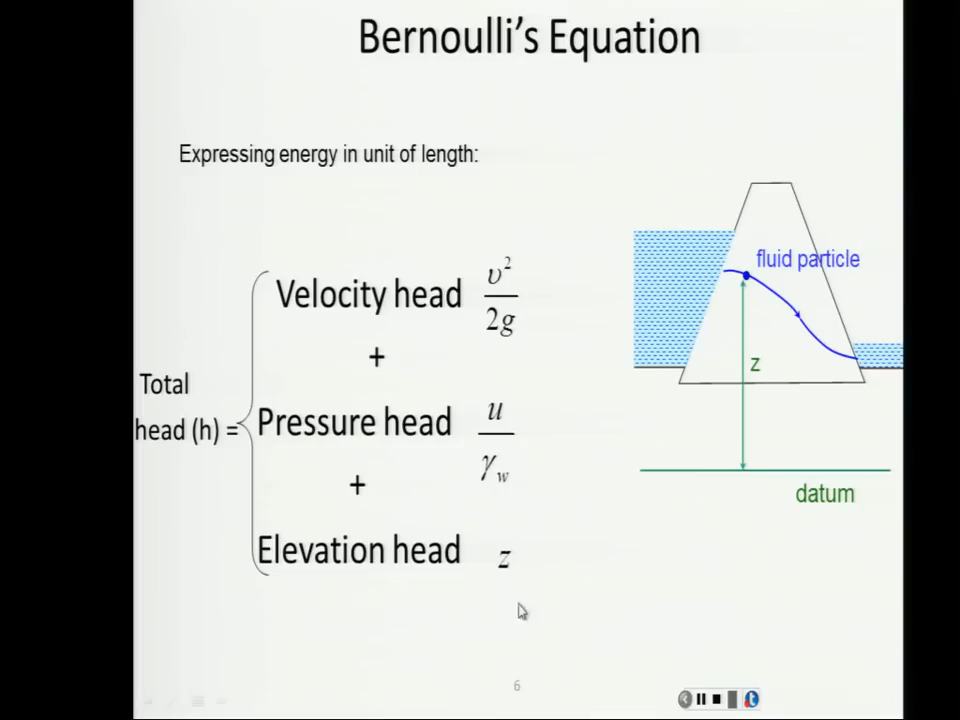 Bernoulli's Equation
Expressing energy in unit of length:
Total
head (h) =
Velocity head υ²/2g
+
Pressure head u/γw
+
Elevation head z
fluid particle
z
datum
6